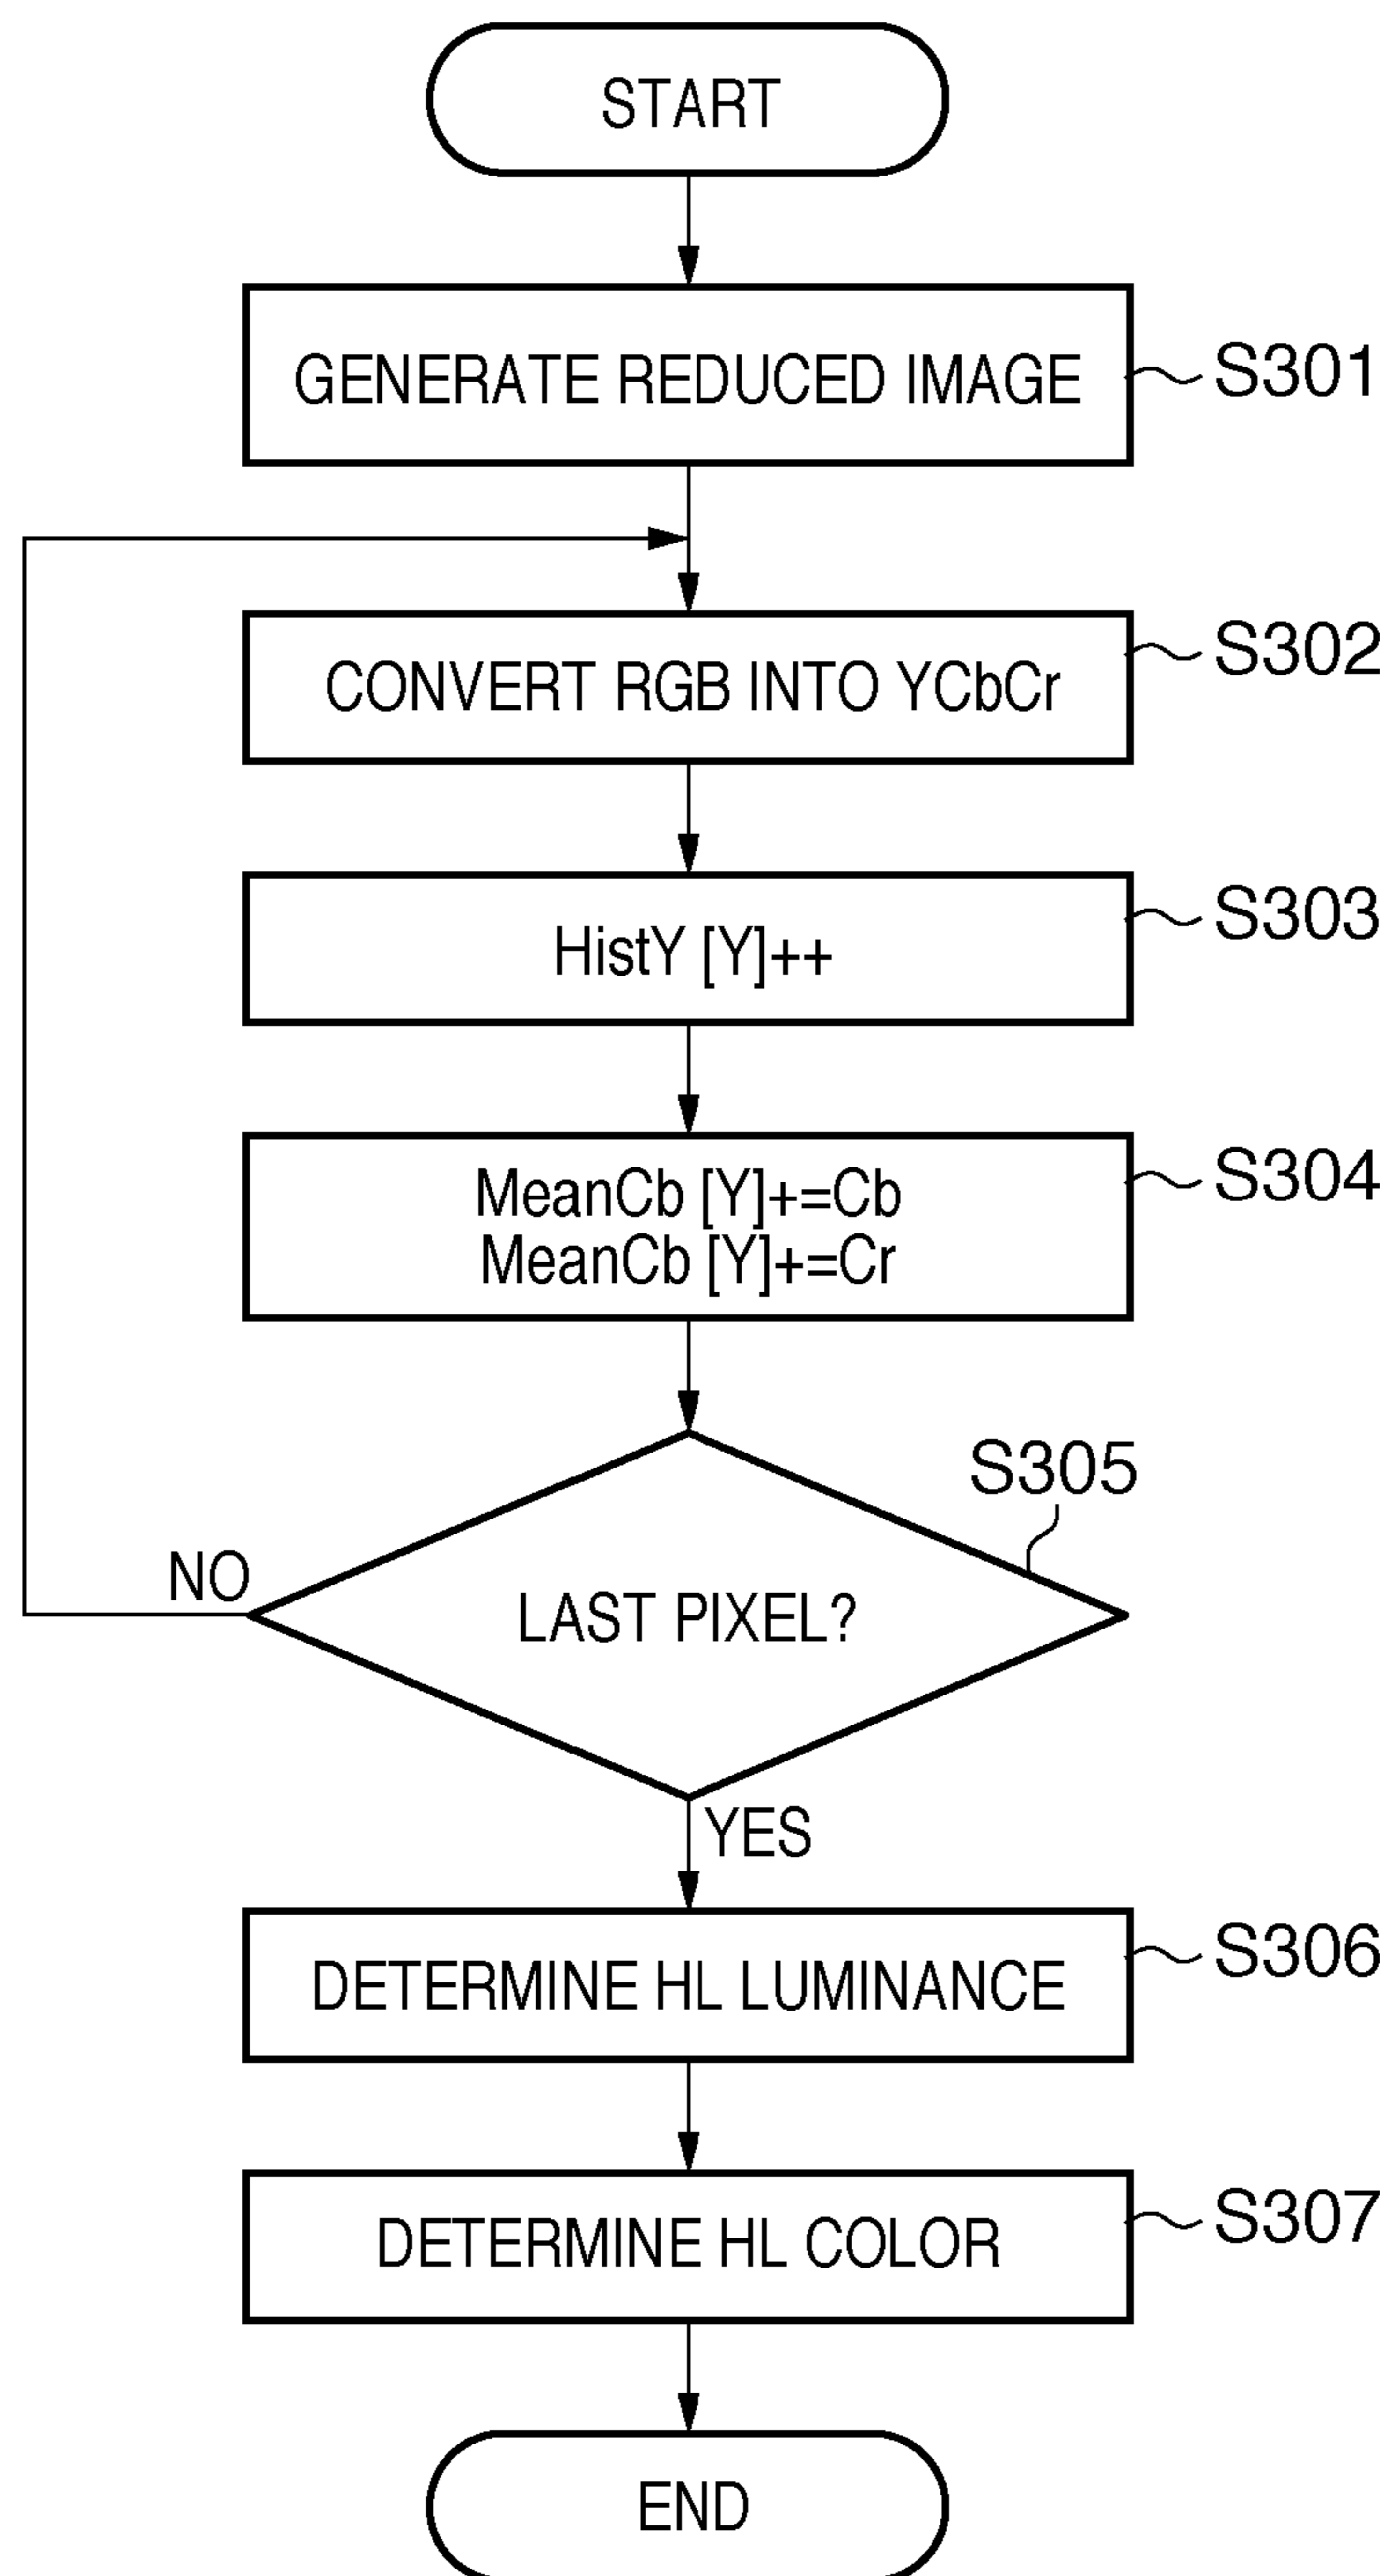 START
GENERATE REDUCED IMAGE
S301
CONVERT RGB INTO YCbCr
S302
HistY [Y]++
S303
MeanCb [Y]+=Cb
MeanCb [Y]+=Cr
S304
S305
LAST PIXEL?
NO
YES
DETERMINE HL LUMINANCE
S306
DETERMINE HL COLOR
S307
END